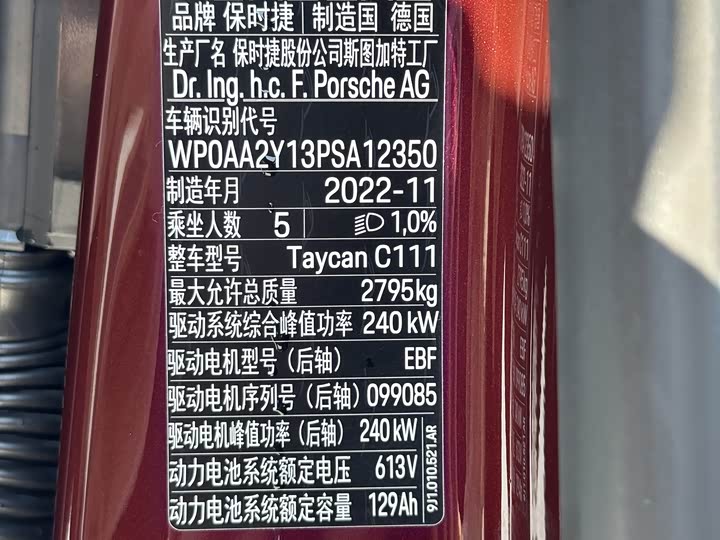 品牌 保时捷 制造国 德国
生产厂名 保时捷股份公司斯图加特工厂
Dr. Ing. h.c. F. Porsche AG
车辆识别代号
WP0AA2Y13PSA12350
制造年月 2022-11
乘坐人数 5 1,0%
整车型号 Taycan C111
最大允许总质量 2795kg
驱动系统综合峰值功率 240 kW
驱动电机型号（后轴） EBF
驱动电机序列号（后轴） 099085
驱动电机峰值功率（后轴） 240 kW
动力电池系统额定电压 613V
动力电池系统额定容量 129Ah
9J1.010.521.AR